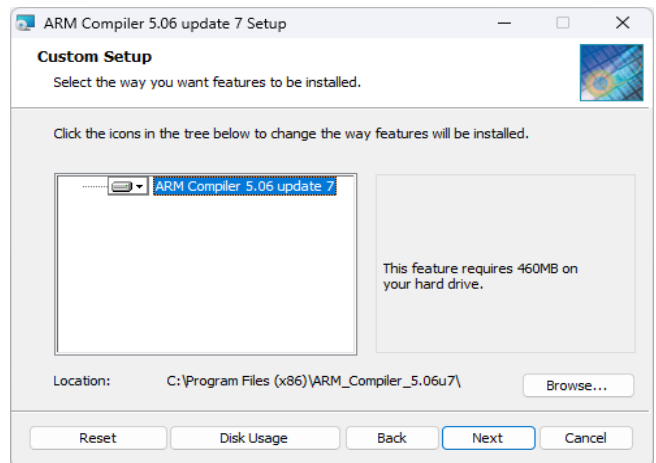 ARM Compiler 5.06 update 7 Setup
Custom Setup
Select the way you want features to be installed.
Click the icons in the tree below to change the way features will be installed.
ARM Compiler 5.06 update 7
This feature requires 460MB on
your hard drive.
Location: C:\Program Files (x86)\ARM_Compiler_5.06u7\
Browse...
Reset Disk Usage Back Next Cancel